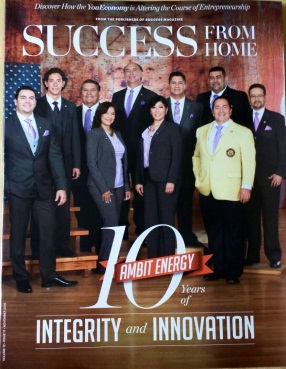 Discover How the YouEconomy is Altering the Course of Entrepreneurship
FROM THE PUBLISHERS OF SUCCESS MAGAZINE
SUCCESS FROM HOME
10
AMBIT ENERGY
Years of
INTEGRITY and INNOVATION